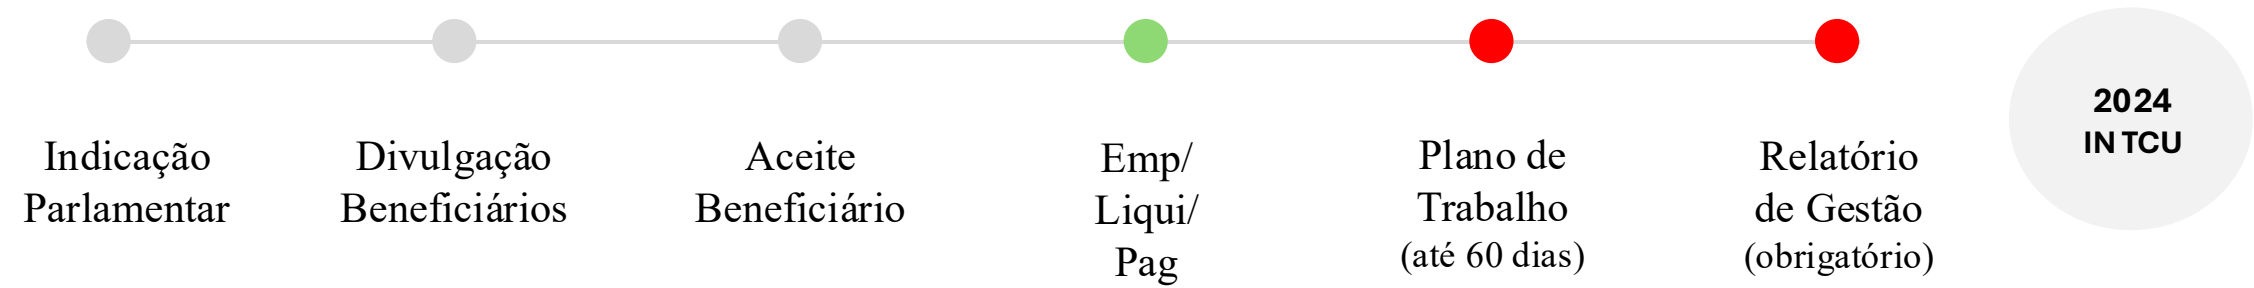 Indicação
Parlamentar
Divulgação
Beneficiários
Aceite
Beneficiário
Emp/
Liqui/
Pag
Plano de
Trabalho
(até 60 dias)
Relatório
de Gestão
(obrigatório)
2024
IN TCU